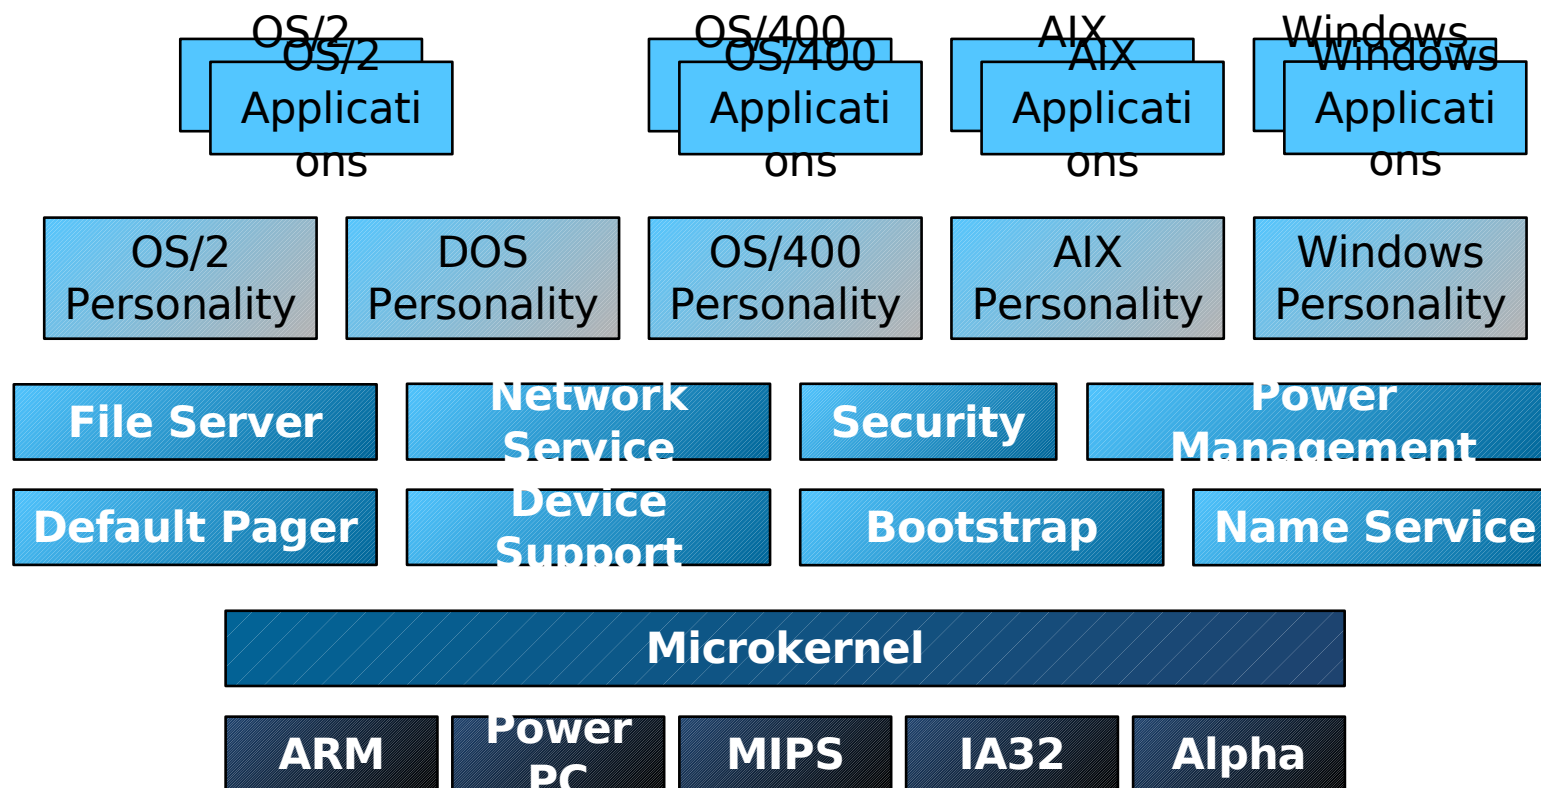 OS/2
OS/2
Applicati
ons
OS/400
OS/400
Applicati
ons
AIX
AIX
Applicati
ons
Windows
Windows
Applicati
ons
OS/2
Personality
DOS
Personality
OS/400
Personality
AIX
Personality
Windows
Personality
File Server
Network
Service
Security
Power
Management
Default Pager
Device
Support
Bootstrap
Name Service
Microkernel
ARM
Power
PC
MIPS
IA32
Alpha